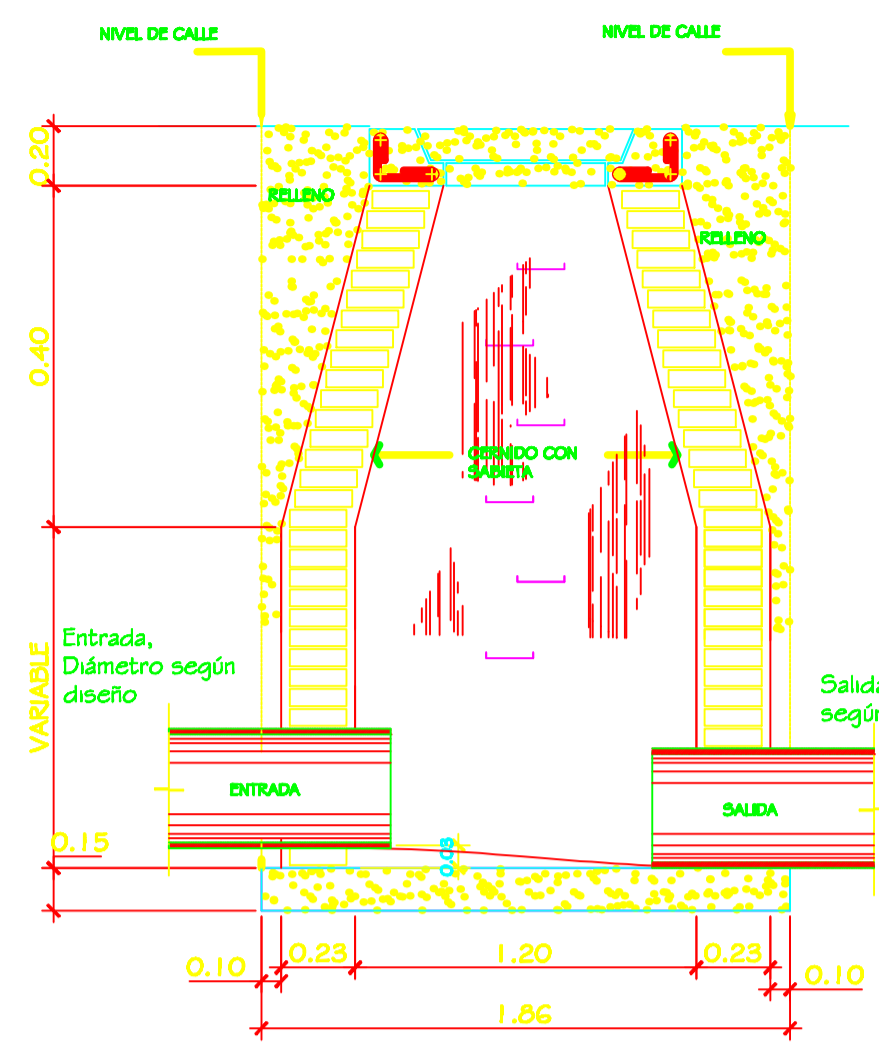 NIVEL DE CALLE
NIVEL DE CALLE
0.20
RELLENO
RELLENO
0.40
CERNIDO CON
SABIETA
Entrada,
Diámetro según
diseño
VARIABLE
Salid
según
ENTRADA
SALIDA
0.15
0.03
0.23
1.20
0.23
0.10
0.10
1.86